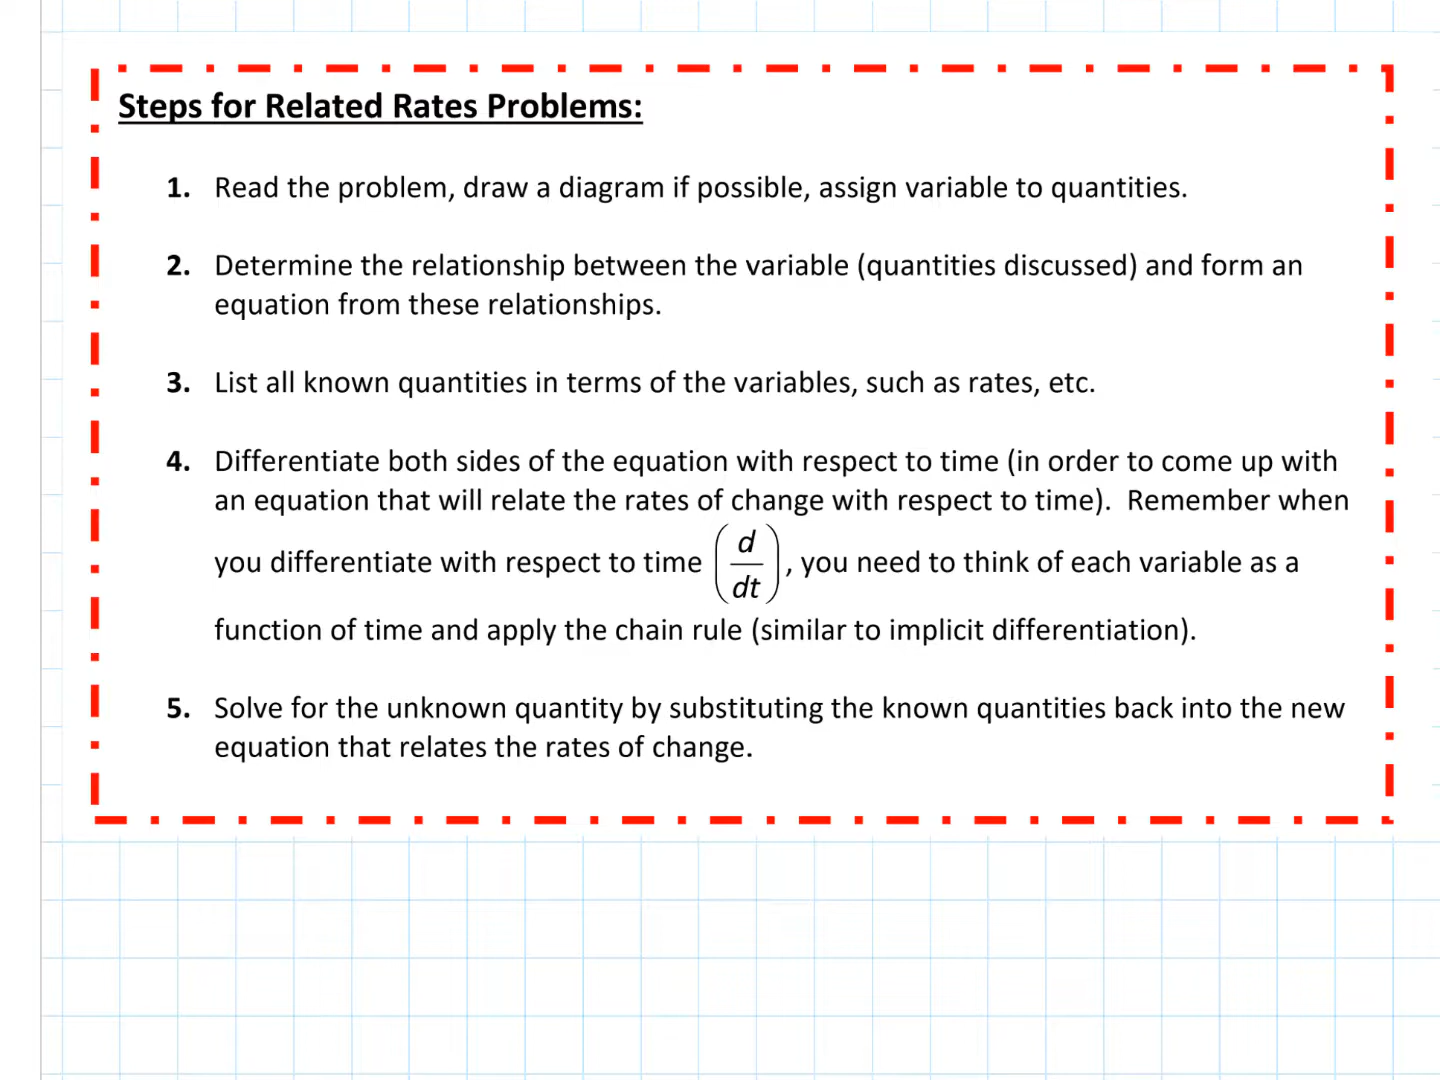 Steps for Related Rates Problems:
1. Read the problem, draw a diagram if possible, assign variable to quantities.
2. Determine the relationship between the variable (quantities discussed) and form an
equation from these relationships.
3. List all known quantities in terms of the variables, such as rates, etc.
4. Differentiate both sides of the equation with respect to time (in order to come up with
an equation that will relate the rates of change with respect to time). Remember when
you differentiate with respect to time (d/dt), you need to think of each variable as a
function of time and apply the chain rule (similar to implicit differentiation).
5. Solve for the unknown quantity by substituting the known quantities back into the new
equation that relates the rates of change.